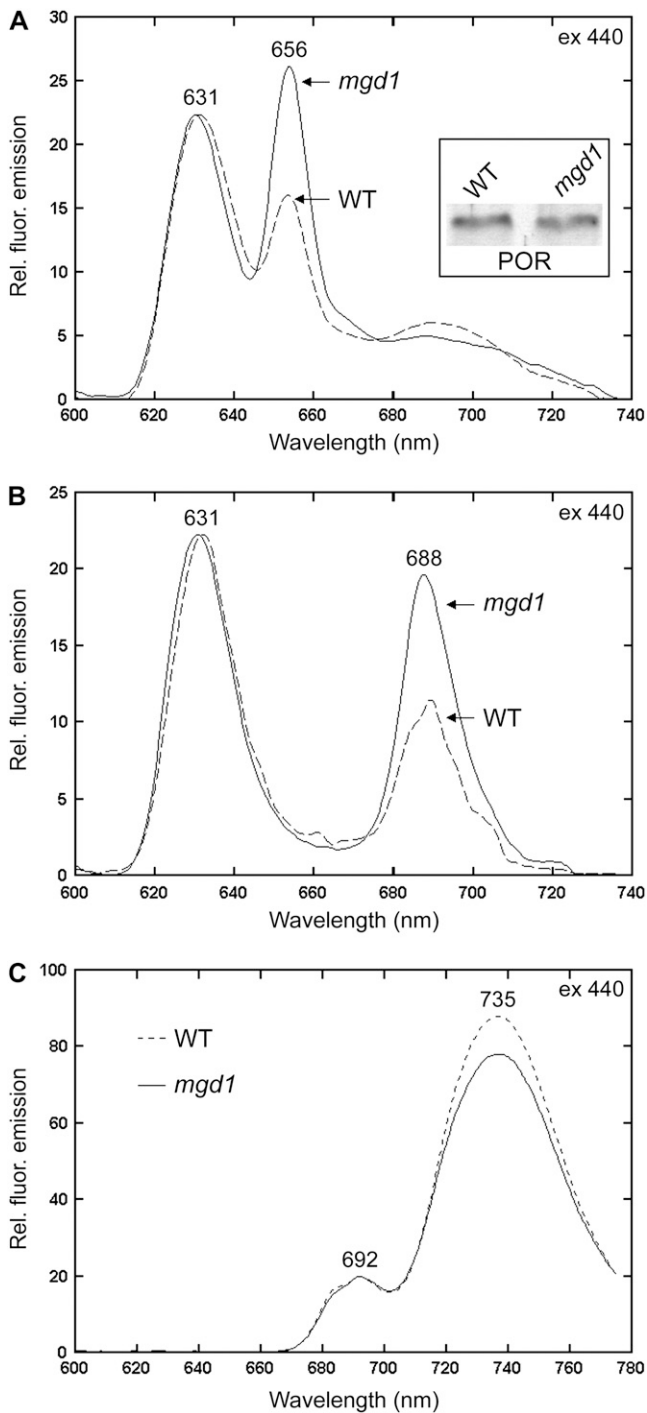 A
30
25
20
15
10
5
0
Rel. fluor. emission
ex 440
631
656
mgd1
WT
WT mgd1
POR
600 620 640 660 680 700 720 740
Wavelength (nm)
B
25
20
15
10
5
0
Rel. fluor. emission
ex 440
631
688
mgd1
WT
600 620 640 660 680 700 720 740
Wavelength (nm)
C
100
80
60
40
20
0
Rel. fluor. emission
ex 440
WT
mgd1
735
692
600 620 640 660 680 700 720 740 760 780
Wavelength (nm)